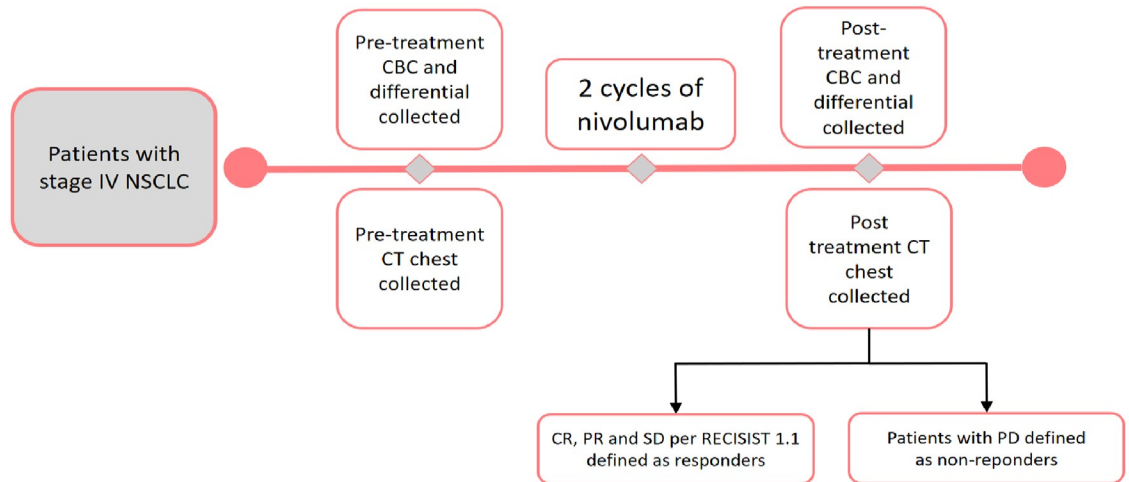 Patients with
stage IV NSCLC
Pre-treatment
CBC and
differential
collected
Pre-treatment
CT chest
collected
2 cycles of
nivolumab
Post-
treatment
CBC and
differential
collected
Post
treatment CT
chest
collected
CR, PR and SD per RECISIST 1.1
defined as responders
Patients with PD defined
as non-reponders